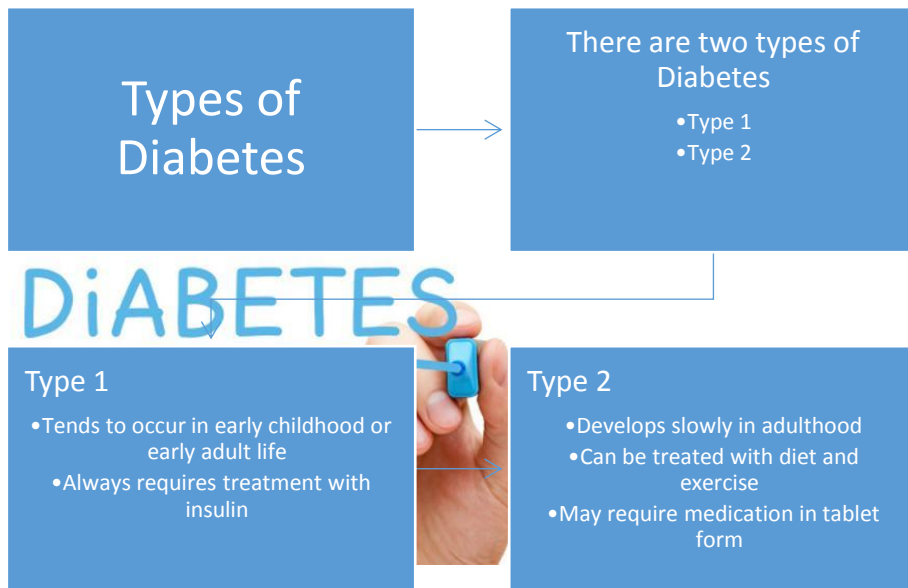 Types of
Diabetes
There are two types of
Diabetes
•Type 1
•Type 2
DiABETES
Type 1
•Tends to occur in early childhood or
early adult life
•Always requires treatment with
insulin
Type 2
•Develops slowly in adulthood
•Can be treated with diet and
exercise
•May require medication in tablet
form